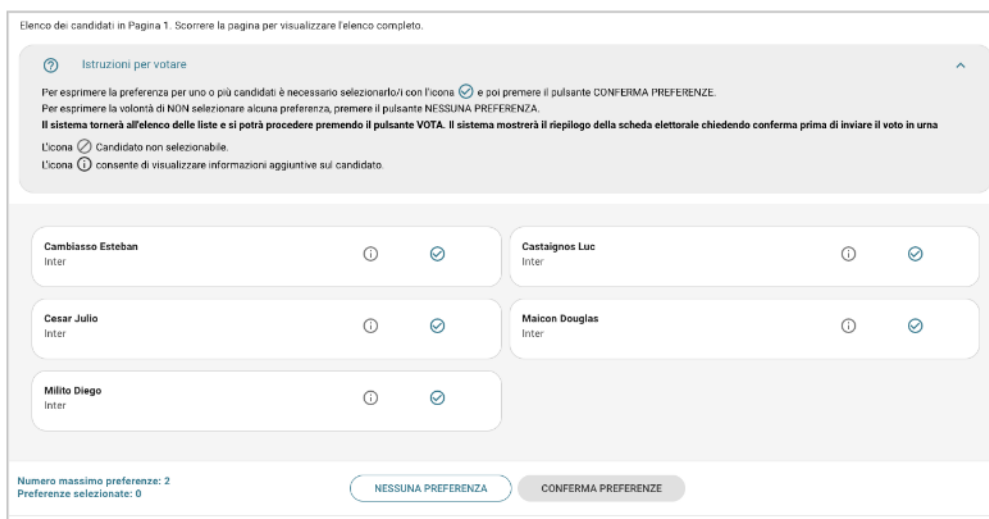 Elenco dei candidati in Pagina 1. Scorrere la pagina per visualizzare l'elenco completo.
Istruzioni per votare
Per esprimere la preferenza per uno o più candidati è necessario selezionarlo/i con l'icona e poi premere il pulsante CONFERMA PREFERENZE.
Per esprimere la volontà di NON selezionare alcuna preferenza, premere il pulsante NESSUNA PREFERENZA.
Il sistema tornerà all'elenco delle liste e si potrà procedere premendo il pulsante VOTA. Il sistema mostrerà il riepilogo della scheda elettorale chiedendo conferma prima di inviare il voto in urna
L'icona Candidato non selezionabile.
L'icona consente di visualizzare informazioni aggiuntive sul candidato.
Cambiasso Esteban
Inter
Castaignos Luc
Inter
Cesar Julio
Inter
Maicon Douglas
Inter
Milito Diego
Inter
Numero massimo preferenze: 2
Preferenze selezionate: 0
NESSUNA PREFERENZA
CONFERMA PREFERENZE